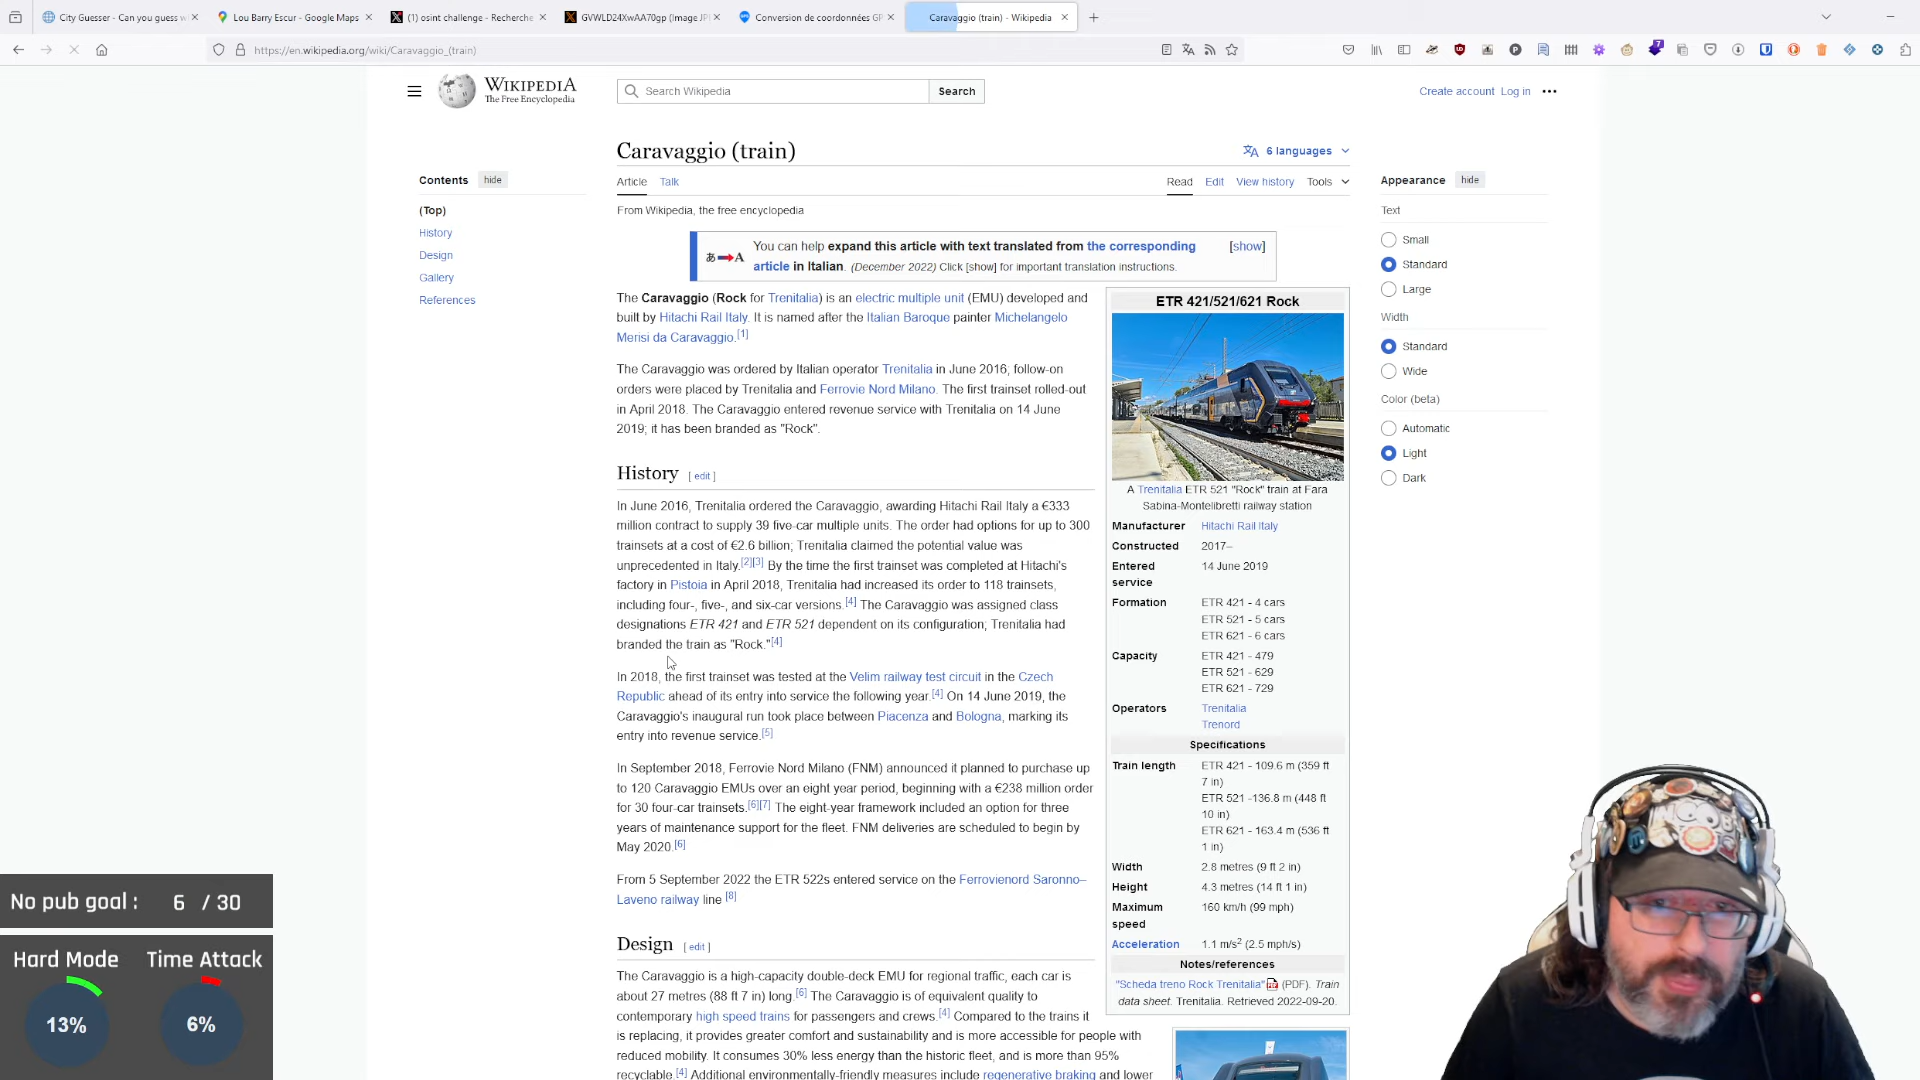 City Guesser - Can you guess w
Lou Barry Escur - Google Maps
(1) osint challenge - Recherche
GVWLD24XwAA70gp (Image JP
Conversion de coordonnées GP
Caravaggio (train) - Wikipedia
https://en.wikipedia.org/wiki/Caravaggio_(train)
WIKIPEDIA
The Free Encyclopedia
Search Wikipedia
Search
Create account
Log in
Caravaggio (train)
6 languages
Contents
hide
(Top)
History
Design
Gallery
References
Article
Talk
Read
Edit
View history
Tools
From Wikipedia, the free encyclopedia
あ A
You can help expand this article with text translated from the corresponding
article in Italian. (December 2022) Click [show] for important translation instructions.
[show]
The Caravaggio (Rock for Trenitalia) is an electric multiple unit (EMU) developed and
built by Hitachi Rail Italy. It is named after the Italian Baroque painter Michelangelo
Merisi da Caravaggio.[1]
The Caravaggio was ordered by Italian operator Trenitalia in June 2016; follow-on
orders were placed by Trenitalia and Ferrovie Nord Milano. The first trainset rolled-out
in April 2018. The Caravaggio entered revenue service with Trenitalia on 14 June
2019; it has been branded as "Rock".
History
[ edit ]
In June 2016, Trenitalia ordered the Caravaggio, awarding Hitachi Rail Italy a €333
million contract to supply 39 five-car multiple units. The order had options for up to 300
trainsets at a cost of €2.6 billion; Trenitalia claimed the potential value was
unprecedented in Italy.[2][3] By the time the first trainset was completed at Hitachi's
factory in Pistoia in April 2018, Trenitalia had increased its order to 118 trainsets,
including four-, five-, and six-car versions.[4] The Caravaggio was assigned class
designations ETR 421 and ETR 521 dependent on its configuration; Trenitalia had
branded the train as "Rock."[4]
In 2018, the first trainset was tested at the Velim railway test circuit in the Czech
Republic ahead of its entry into service the following year.[4] On 14 June 2019, the
Caravaggio's inaugural run took place between Piacenza and Bologna, marking its
entry into revenue service.[5]
In September 2018, Ferrovie Nord Milano (FNM) announced it planned to purchase up
to 120 Caravaggio EMUs over an eight year period, beginning with a €238 million order
for 30 four-car trainsets.[6][7] The eight-year framework included an option for three
years of maintenance support for the fleet. FNM deliveries are scheduled to begin by
May 2020.[6]
From 5 September 2022 the ETR 522s entered service on the Ferrovienord Saronno–
Laveno railway line [8]
Design
[ edit ]
The Caravaggio is a high-capacity double-deck EMU for regional traffic, each car is
about 27 metres (88 ft 7 in) long.[6] The Caravaggio is of equivalent quality to
contemporary high speed trains for passengers and crews.[4] Compared to the trains it
is replacing, it provides greater comfort and sustainability and is more accessible for people with
reduced mobility. It consumes 30% less energy than the historic fleet, and is more than 95%
recyclable.[4] Additional environmentally-friendly measures include regenerative braking and lower
ETR 421/521/621 Rock
A Trenitalia ETR 521 "Rock" train at Fara
Sabina-Montelibretti railway station
Manufacturer Hitachi Rail Italy
Constructed 2017–
Entered 14 June 2019
service
Formation ETR 421 - 4 cars
ETR 521 - 5 cars
ETR 621 - 6 cars
Capacity ETR 421 - 479
ETR 521 - 629
ETR 621 - 729
Operators Trenitalia
Trenord
Specifications
Train length ETR 421 - 109.6 m (359 ft
7 in)
ETR 521 -136.8 m (448 ft
10 in)
ETR 621 - 163.4 m (536 ft
1 in)
Width 2.8 metres (9 ft 2 in)
Height 4.3 metres (14 ft 1 in)
Maximum 160 km/h (99 mph)
speed
Acceleration 1.1 m/s2 (2.5 mph/s)
Notes/references
"Scheda treno Rock Trenitalia" (PDF). Train
data sheet. Trenitalia. Retrieved 2022-09-20.
Appearance
hide
Text
Small
Standard
Large
Width
Standard
Wide
Color (beta)
Automatic
Light
Dark
No pub goal : 6 / 30
Hard Mode
Time Attack
13%
6%